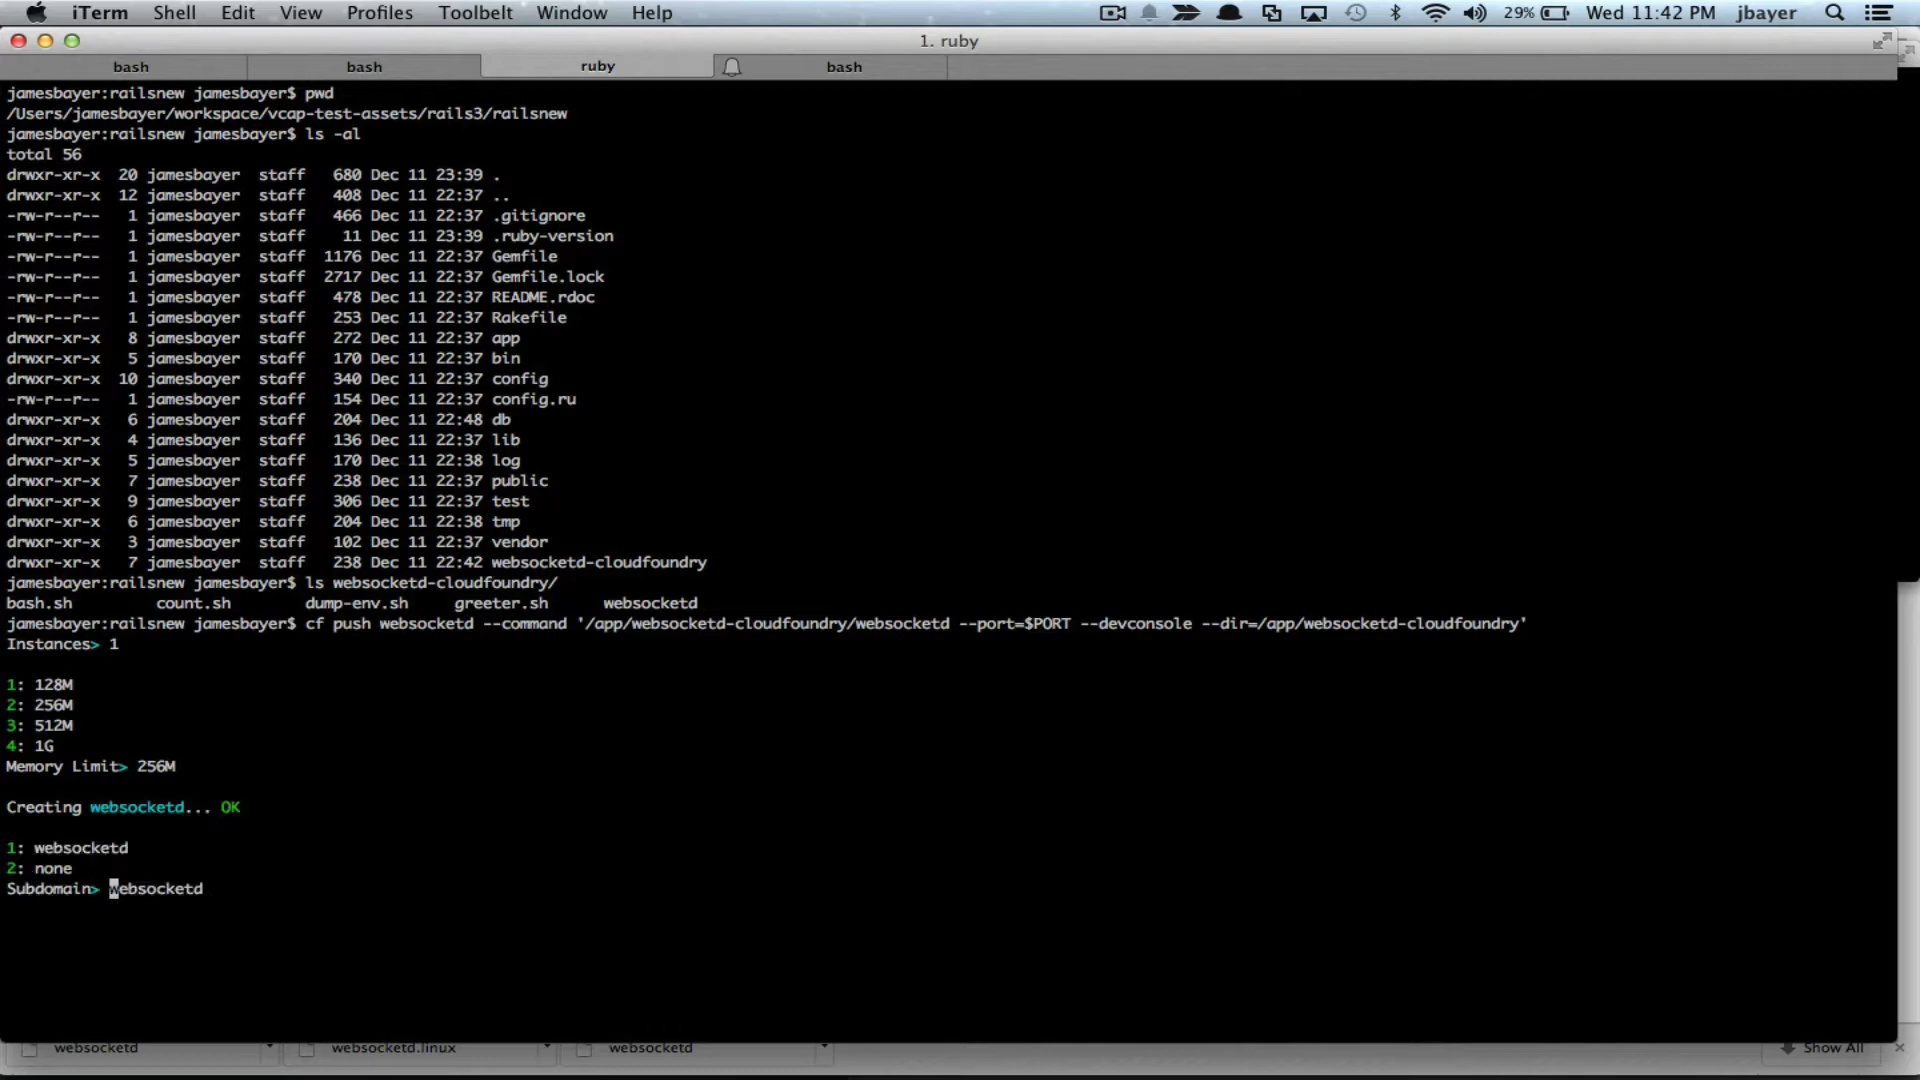 iTerm Shell Edit View Profiles Toolbelt Window Help 29% Wed 11:42 PM jbayer
1. ruby
bash bash ruby bash
jamesbayer:railsnew jamesbayer$ pwd
/Users/jamesbayer/workspace/vcap-test-assets/rails3/railsnew
jamesbayer:railsnew jamesbayer$ ls -al
total 56
drwxr-xr-x  20 jamesbayer  staff   680 Dec 11 23:39 .
drwxr-xr-x  12 jamesbayer  staff   408 Dec 11 22:37 ..
-rw-r--r--   1 jamesbayer  staff   466 Dec 11 22:37 .gitignore
-rw-r--r--   1 jamesbayer  staff    11 Dec 11 23:39 .ruby-version
-rw-r--r--   1 jamesbayer  staff  1176 Dec 11 22:37 Gemfile
-rw-r--r--   1 jamesbayer  staff  2717 Dec 11 22:37 Gemfile.lock
-rw-r--r--   1 jamesbayer  staff   478 Dec 11 22:37 README.rdoc
-rw-r--r--   1 jamesbayer  staff   253 Dec 11 22:37 Rakefile
drwxr-xr-x   8 jamesbayer  staff   272 Dec 11 22:37 app
drwxr-xr-x   5 jamesbayer  staff   170 Dec 11 22:37 bin
drwxr-xr-x  10 jamesbayer  staff   340 Dec 11 22:37 config
-rw-r--r--   1 jamesbayer  staff   154 Dec 11 22:37 config.ru
drwxr-xr-x   6 jamesbayer  staff   204 Dec 11 22:48 db
drwxr-xr-x   4 jamesbayer  staff   136 Dec 11 22:37 lib
drwxr-xr-x   5 jamesbayer  staff   170 Dec 11 22:38 log
drwxr-xr-x   7 jamesbayer  staff   238 Dec 11 22:37 public
drwxr-xr-x   9 jamesbayer  staff   306 Dec 11 22:37 test
drwxr-xr-x   6 jamesbayer  staff   204 Dec 11 22:38 tmp
drwxr-xr-x   3 jamesbayer  staff   102 Dec 11 22:37 vendor
drwxr-xr-x   7 jamesbayer  staff   238 Dec 11 22:42 websocketd-cloudfoundry
jamesbayer:railsnew jamesbayer$ ls websocketd-cloudfoundry/
bash.sh         count.sh        dump-env.sh     greeter.sh      websocketd
jamesbayer:railsnew jamesbayer$ cf push websocketd --command '/app/websocketd-cloudfoundry/websocketd --port=$PORT --devconsole --dir=/app/websocketd-cloudfoundry'
Instances> 1
1: 128M
2: 256M
3: 512M
4: 1G
Memory Limit> 256M
Creating websocketd... OK
1: websocketd
2: none
Subdomain> websocketd
websocketd websocketd.linux websocketd Show All